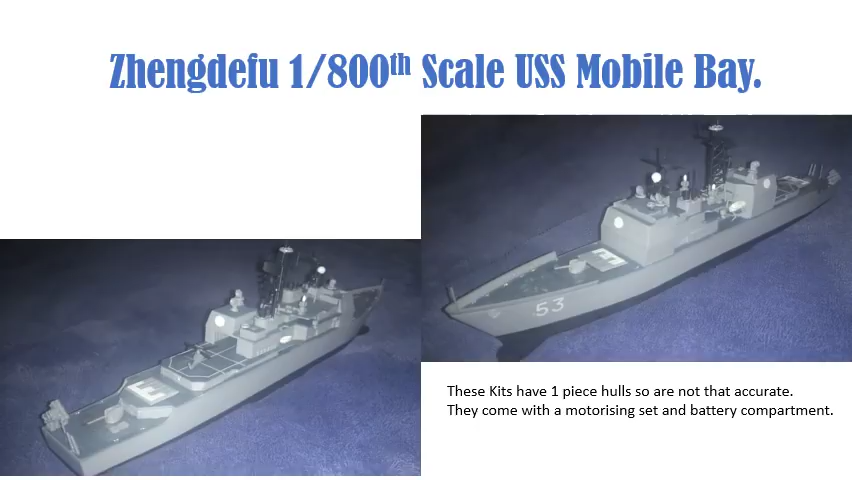 Zhengdefu 1/800th Scale USS Mobile Bay.
53
These Kits have 1 piece hulls so are not that accurate.
They come with a motorising set and battery compartment.